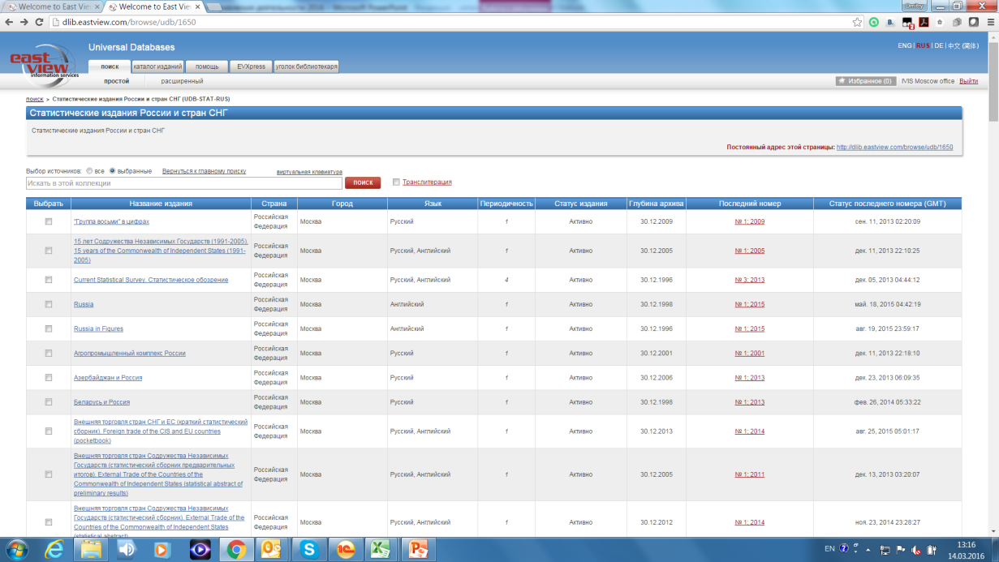 Welcome to East Vie
Welcome to East Vie
Dmitry
dlib.eastview.com/browse/udb/1650
east view
information services
Universal Databases
ENG | RUS | DE | 中文 (简体)
поиск каталог изданий помощь EVXpress уголок библиотекаря
простой расширенный
Избранное (0) IVIS Moscow office Выйти
поиск > Статистические издания России и стран СНГ (UDB-STAT-RUS)
Статистические издания России и стран СНГ
Статистические издания России и стран СНГ
Постоянный адрес этой страницы: http://dlib.eastview.com/browse/udb/1650
Выбор источников: все выбранные Вернуться к главному поиску виртуальная клавиатура
Искать в этой коллекции поиск Транслитерация
Выбрать Название издания Страна Город Язык Периодичность Статус издания Глубина архива Последний номер Статус последнего номера (GMT)
"Группа восьми" в цифрах Российская Федерация Москва Русский f Активно 30.12.2009 № 1; 2009 сен. 11, 2013 02:20:09
15 лет Содружества Независимых Государств (1991-2005).
15 years of the Commonwealth of Independent States (1991-
2005) Российская Федерация Москва Русский, Английский f Активно 30.12.2005 № 1; 2005 дек. 11, 2013 22:10:25
Current Statistical Survey. Статистическое обозрение Российская Федерация Москва Русский, Английский 4 Активно 30.12.1996 № 3; 2013 дек. 05, 2013 04:44:12
Russia Российская Федерация Москва Английский f Активно 30.12.1998 № 1; 2015 май. 18, 2015 04:42:19
Russia in Figures Российская Федерация Москва Английский f Активно 30.12.1996 № 1; 2015 авг. 19, 2015 23:59:17
Агропромышленный комплекс России Российская Федерация Москва Русский f Активно 30.12.2001 № 1; 2001 дек. 11, 2013 22:18:10
Азербайджан и Россия Российская Федерация Москва Русский f Активно 30.12.2006 № 1; 2013 дек. 23, 2013 06:09:35
Беларусь и Россия Российская Федерация Москва Русский f Активно 30.12.1998 № 1; 2013 фев. 26, 2014 05:33:22
Внешняя торговля стран СНГ и ЕС (краткий статистический
сборник). Foreign trade of the CIS and EU countries
(pocketbook) Российская Федерация Москва Русский, Английский f Активно 30.12.2013 № 1; 2014 авг. 25, 2015 05:01:17
Внешняя торговля стран Содружества Независимых
Государств (статистический сборник предварительных
итогов). External Trade of the Countries of the
Commonwealth of Independent States (statistical abstract of
preliminary results) Российская Федерация Москва Русский, Английский f Активно 30.12.2005 № 1; 2011 дек. 13, 2013 03:20:07
Внешняя торговля стран Содружества Независимых
Государств (статистический сборник). External Trade of the
Countries of the Commonwealth of Independent States
(statistical abstract) Российская Федерация Москва Русский, Английский f Активно 30.12.2012 № 1; 2014 ноя. 23, 2014 23:28:27
EN 13:16
14.03.2016